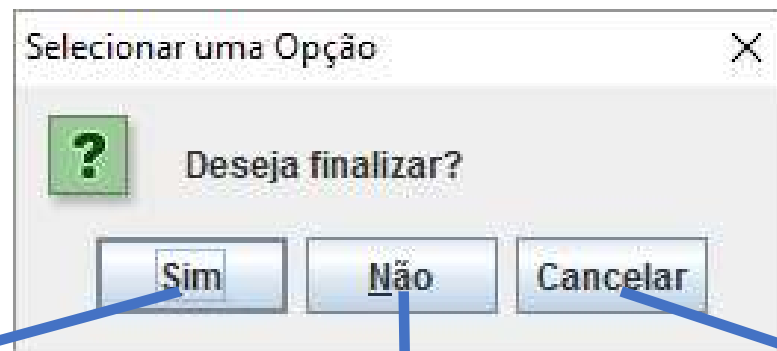 Selecionar uma Opção
?
Deseja finalizar?
Sim Não Cancelar